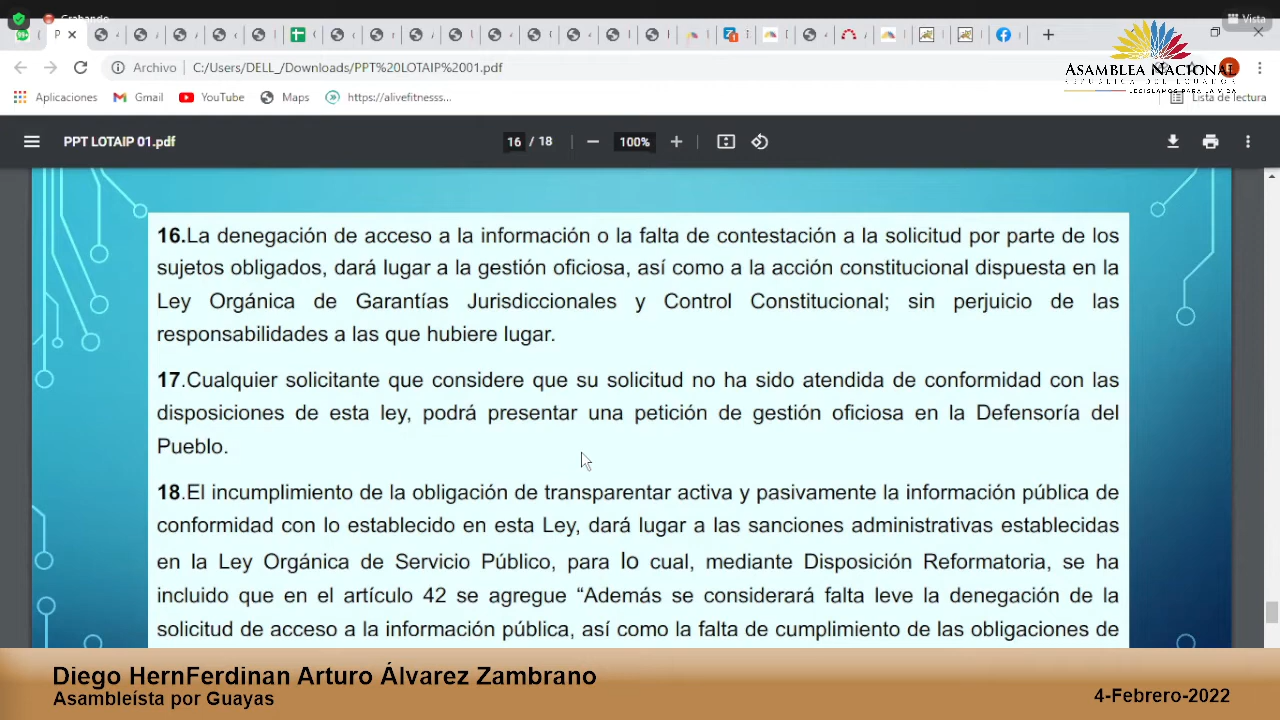 Grabando
Vista
Archivo C:/Users/DELL_/Downloads/PPT%20LOTAIP%2001.pdf
ASAMBLEA NACIONAL
REPÚBLICA DEL ECUADOR
LEGISLAMOS PARA LA VIDA
Aplicaciones Gmail YouTube Maps https://alivefitnesss... Lista de lectura
PPT LOTAIP 01.pdf 16 / 18 100%
16.La denegación de acceso a la información o la falta de contestación a la solicitud por parte de los
sujetos obligados, dará lugar a la gestión oficiosa, así como a la acción constitucional dispuesta en la
Ley Orgánica de Garantías Jurisdiccionales y Control Constitucional; sin perjuicio de las
responsabilidades a las que hubiere lugar.
17.Cualquier solicitante que considere que su solicitud no ha sido atendida de conformidad con las
disposiciones de esta ley, podrá presentar una petición de gestión oficiosa en la Defensoría del
Pueblo.
18.El incumplimiento de la obligación de transparentar activa y pasivamente la información pública de
conformidad con lo establecido en esta Ley, dará lugar a las sanciones administrativas establecidas
en la Ley Orgánica de Servicio Público, para lo cual, mediante Disposición Reformatoria, se ha
incluido que en el artículo 42 se agregue “Además se considerará falta leve la denegación de la
solicitud de acceso a la información pública, así como la falta de cumplimiento de las obligaciones de
Diego HernFerdinan Arturo Álvarez Zambrano
Asambleísta por Guayas
4-Febrero-2022